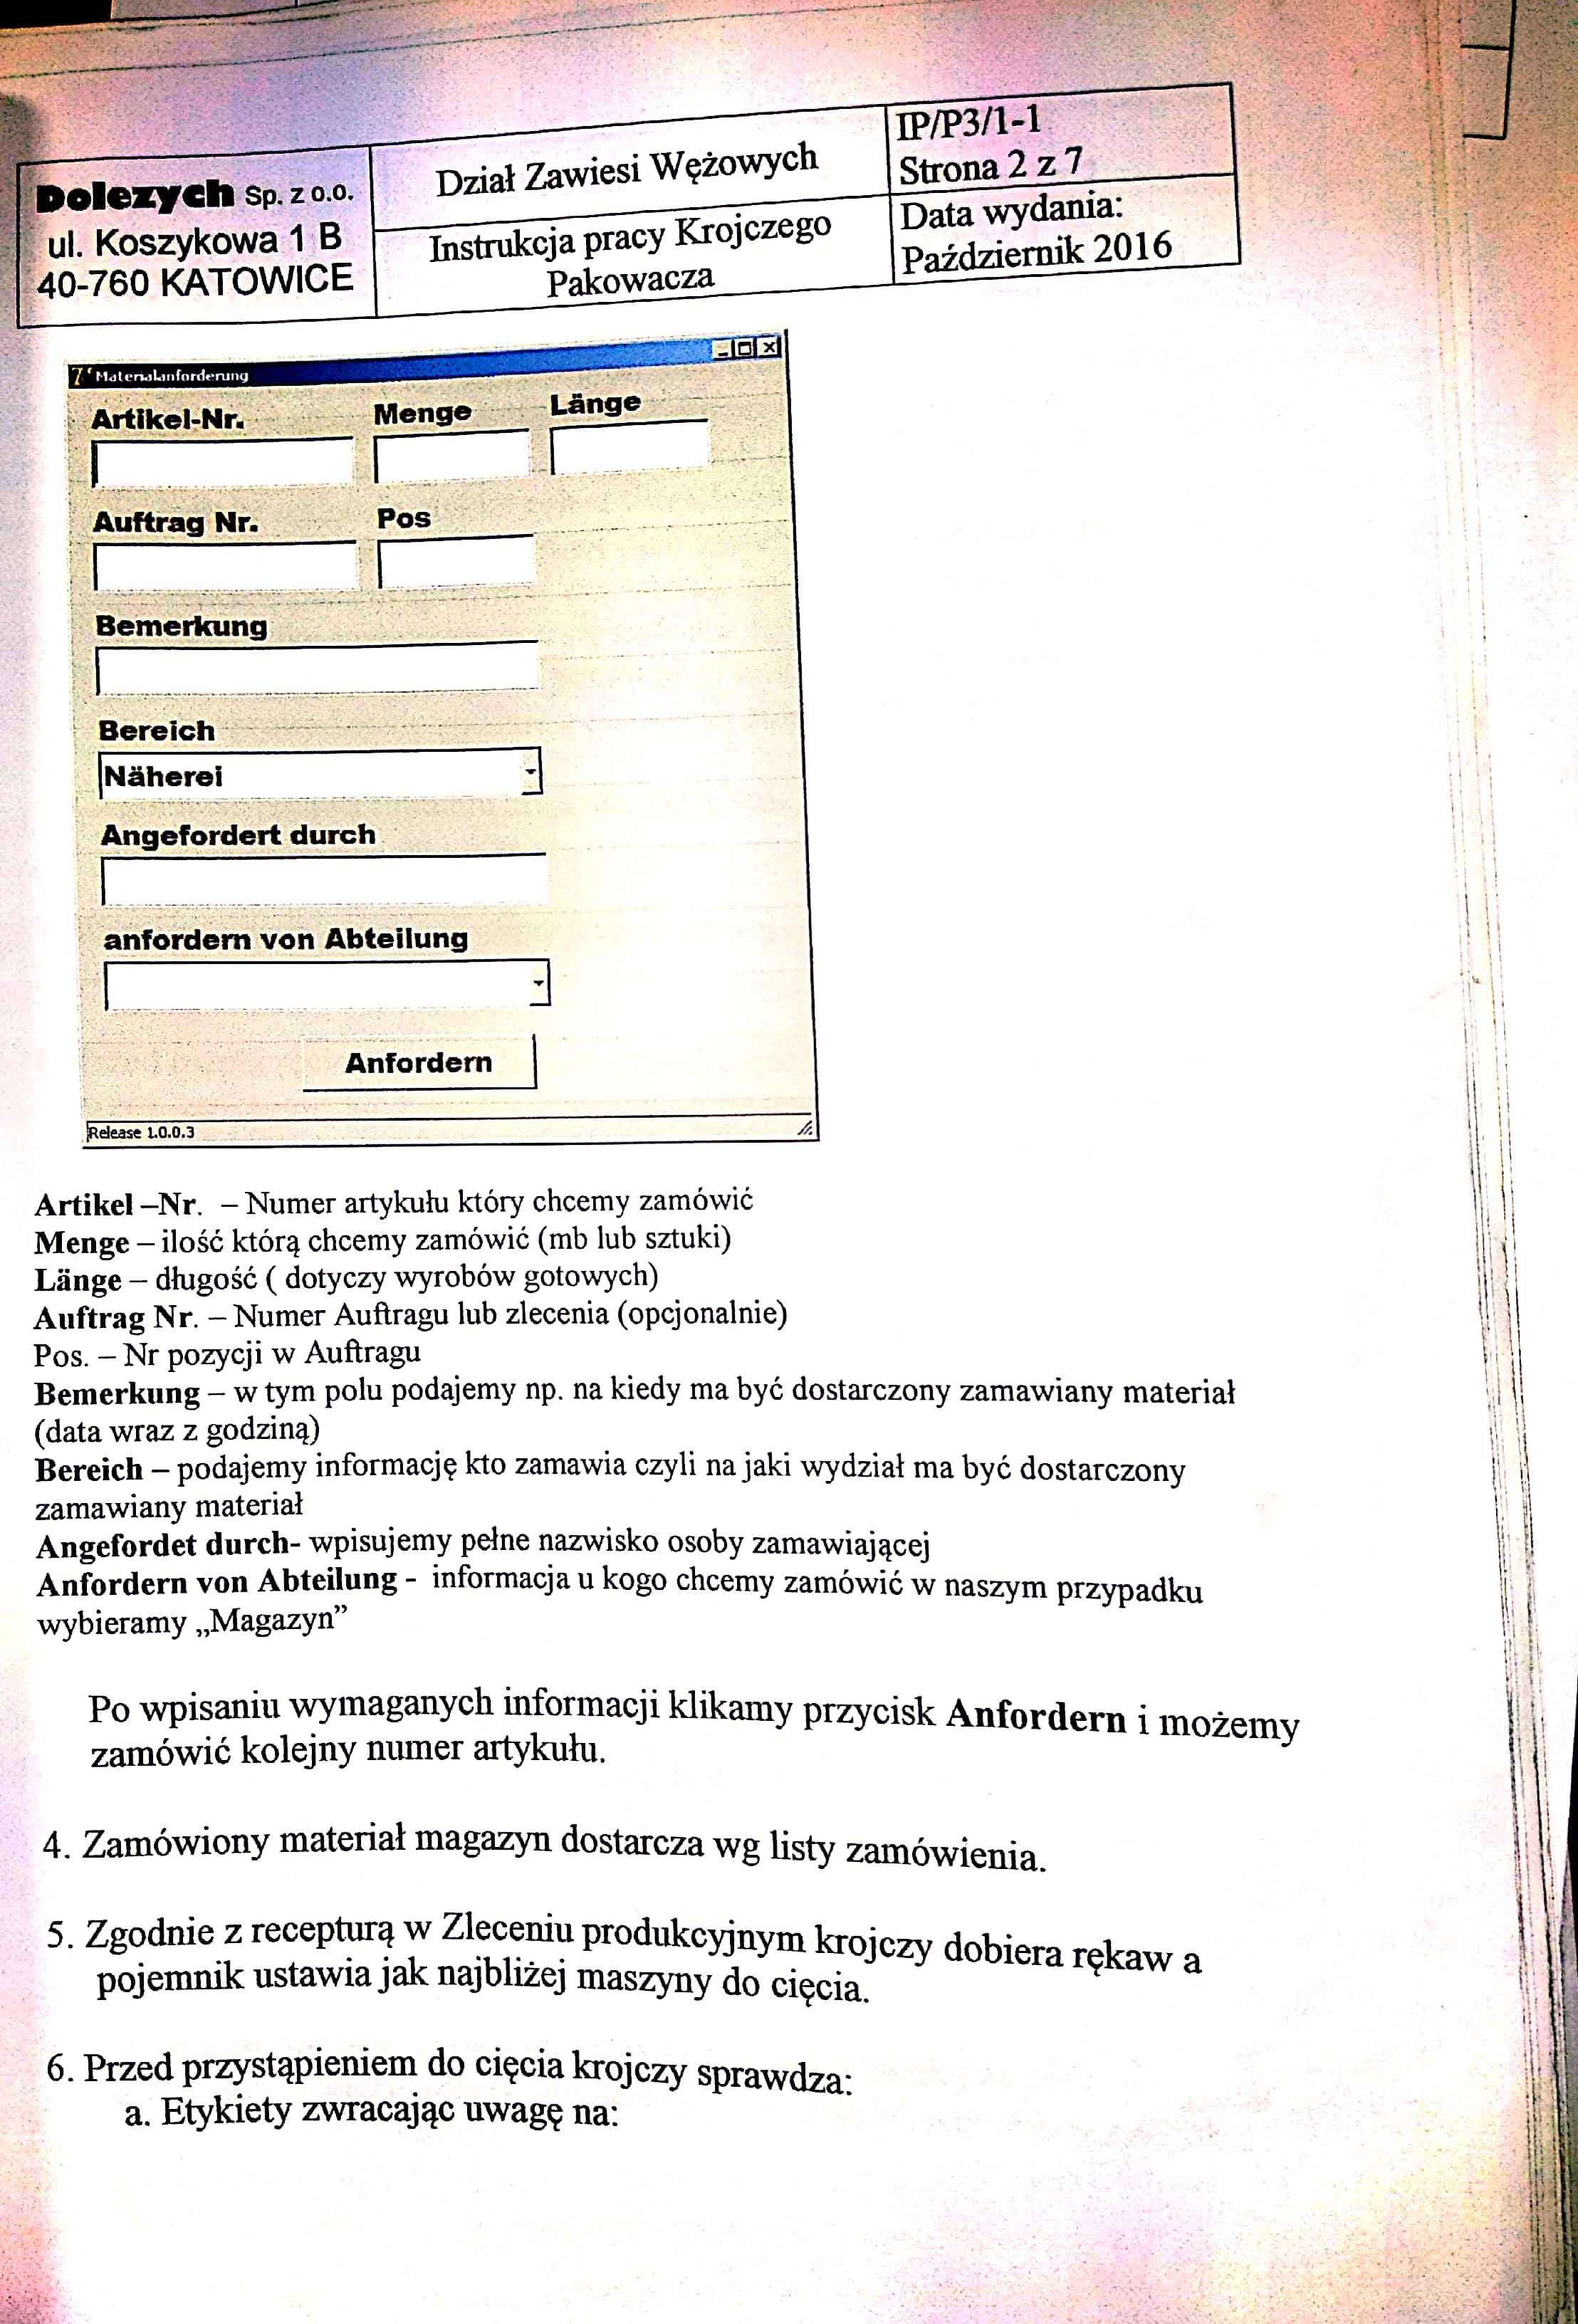 Dolezych Sp. z o.o.
ul. Koszykowa 1 B
40-760 KATOWICE
Dział Zawiesi Wężowych
Instrukcja pracy Krojczego
Pakowacza
IP/P3/1-1
Strona 2 z 7
Data wydania:
Październik 2016
Materialanforderung
Artikel-Nr. Menge Länge
Auftrag Nr. Pos
Bemerkung
Bereich
Näherei
Angefordert durch
anfordern von Abteilung
Anfordern
Release 1.0.0.3
Artikel –Nr. – Numer artykułu który chcemy zamówić
Menge – ilość którą chcemy zamówić (mb lub sztuki)
Länge – długość ( dotyczy wyrobów gotowych)
Auftrag Nr. – Numer Auftragu lub zlecenia (opcjonalnie)
Pos. – Nr pozycji w Auftragu
Bemerkung – w tym polu podajemy np. na kiedy ma być dostarczony zamawiany materiał
(data wraz z godziną)
Bereich – podajemy informację kto zamawia czyli na jaki wydział ma być dostarczony
zamawiany materiał
Angefordet durch- wpisujemy pełne nazwisko osoby zamawiającej
Anfordern von Abteilung - informacja u kogo chcemy zamówić w naszym przypadku
wybieramy „Magazyn”
Po wpisaniu wymaganych informacji klikamy przycisk Anfordern i możemy
zamówić kolejny numer artykułu.
4. Zamówiony materiał magazyn dostarcza wg listy zamówienia.
5. Zgodnie z recepturą w Zleceniu produkcyjnym krojczy dobiera rękaw a
pojemnik ustawia jak najbliżej maszyny do cięcia.
6. Przed przystąpieniem do cięcia krojczy sprawdza:
a. Etykiety zwracając uwagę na: